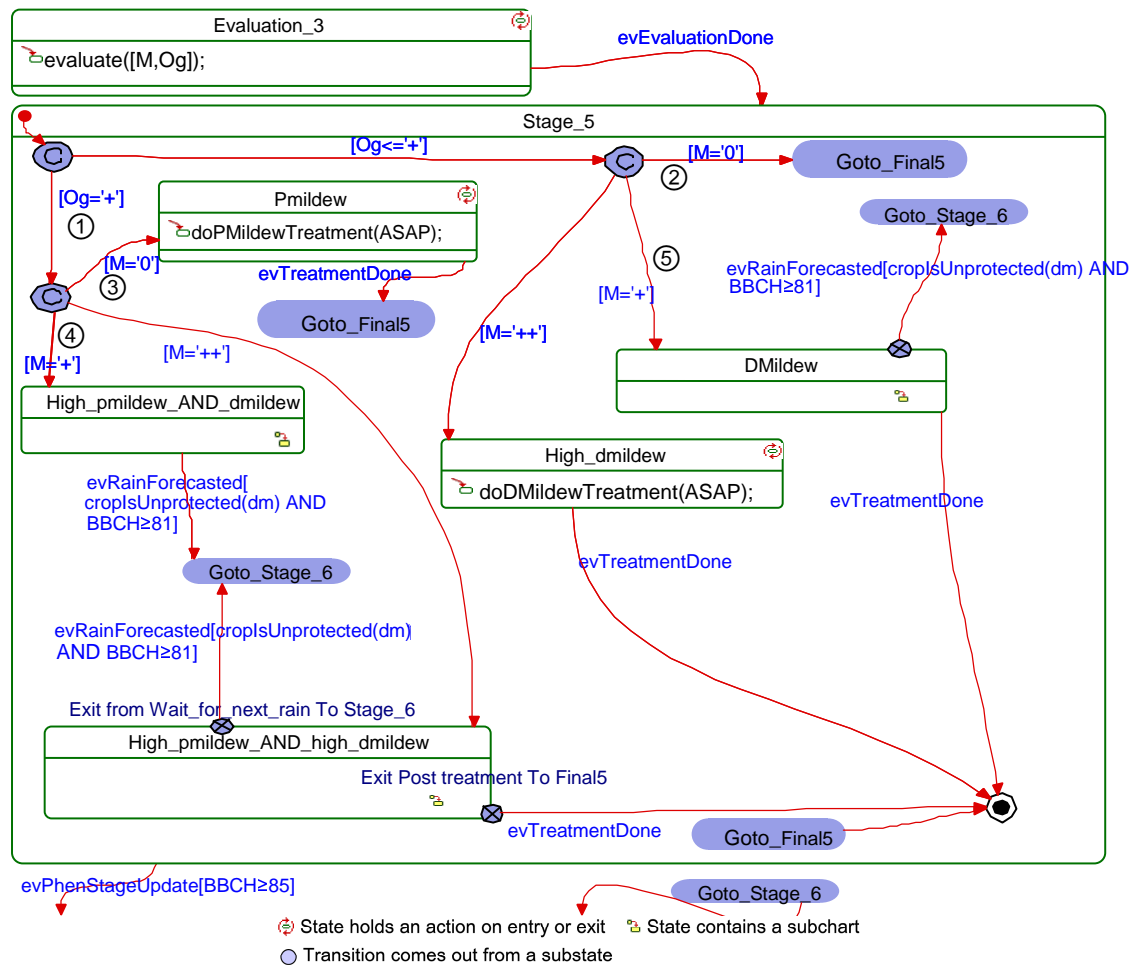 Evaluation_3
evaluate([M,Og]);
evEvaluationDone
Stage_5
[Og<='+']
[M='0']
Goto_Final5
②
[Og='+']
①
Pmildew
doPMildewTreatment(ASAP);
Goto_Stage_6
[M='0']
③
evTreatmentDone
⑤
evRainForecasted[cropIsUnprotected(dm) AND
BBCH≥81]
Goto_Final5
[M='+']
④
[M='++']
[M='++']
[M='+']
DMildew
High_pmildew_AND_dmildew
High_dmildew
doDMildewTreatment(ASAP);
evRainForecasted[
cropIsUnprotected(dm) AND
BBCH≥81]
evTreatmentDone
evTreatmentDone
Goto_Stage_6
evRainForecasted[cropIsUnprotected(dm)
AND BBCH≥81]
Exit from Wait_for_next_rain To Stage_6
High_pmildew_AND_high_dmildew
Exit Post treatment To Final5
evTreatmentDone
Goto_Final5
evPhenStageUpdate[BBCH≥85]
Goto_Stage_6
State holds an action on entry or exit
State contains a subchart
Transition comes out from a substate